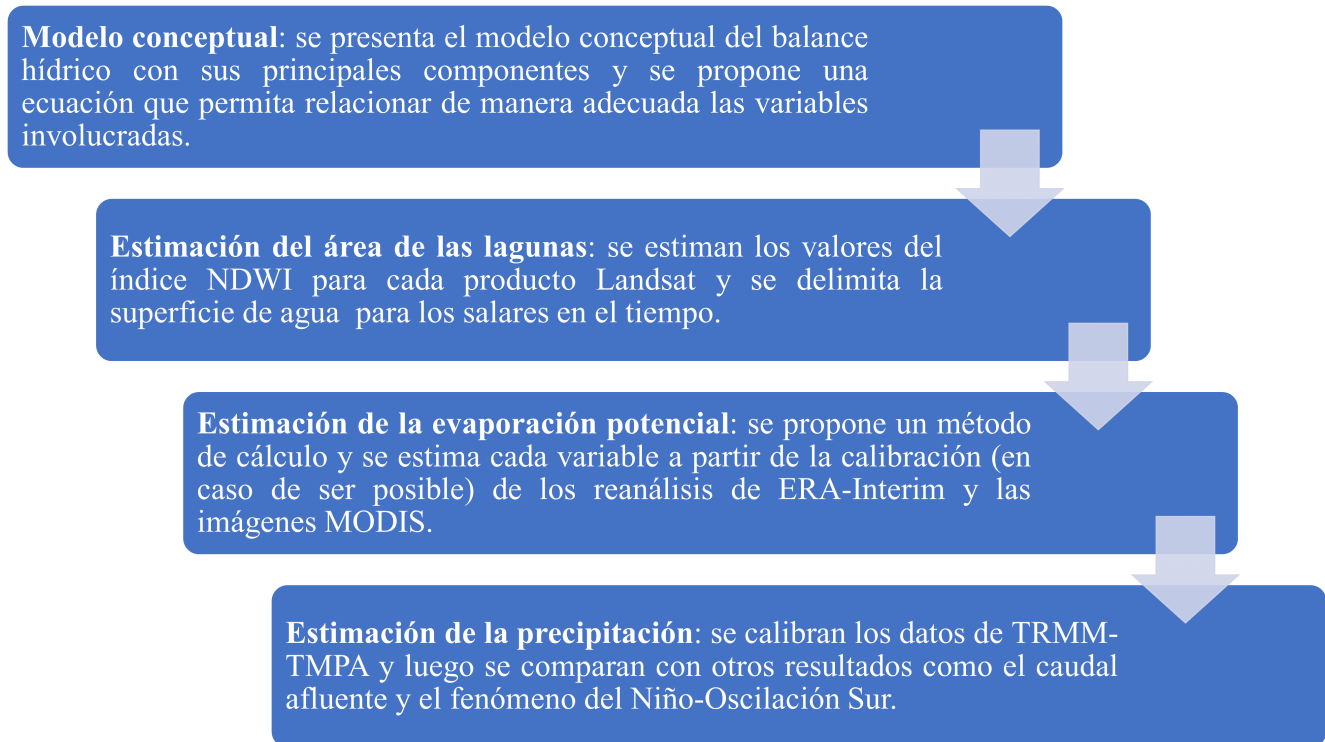 Modelo conceptual: se presenta el modelo conceptual del balance
hídrico con sus principales componentes y se propone una
ecuación que permita relacionar de manera adecuada las variables
involucradas.
Estimación del área de las lagunas: se estiman los valores del
índice NDWI para cada producto Landsat y se delimita la
superficie de agua para los salares en el tiempo.
Estimación de la evaporación potencial: se propone un método
de cálculo y se estima cada variable a partir de la calibración (en
caso de ser posible) de los reanálisis de ERA-Interim y las
imágenes MODIS.
Estimación de la precipitación: se calibran los datos de TRMM-
TMPA y luego se comparan con otros resultados como el caudal
afluente y el fenómeno del Niño-Oscilación Sur.